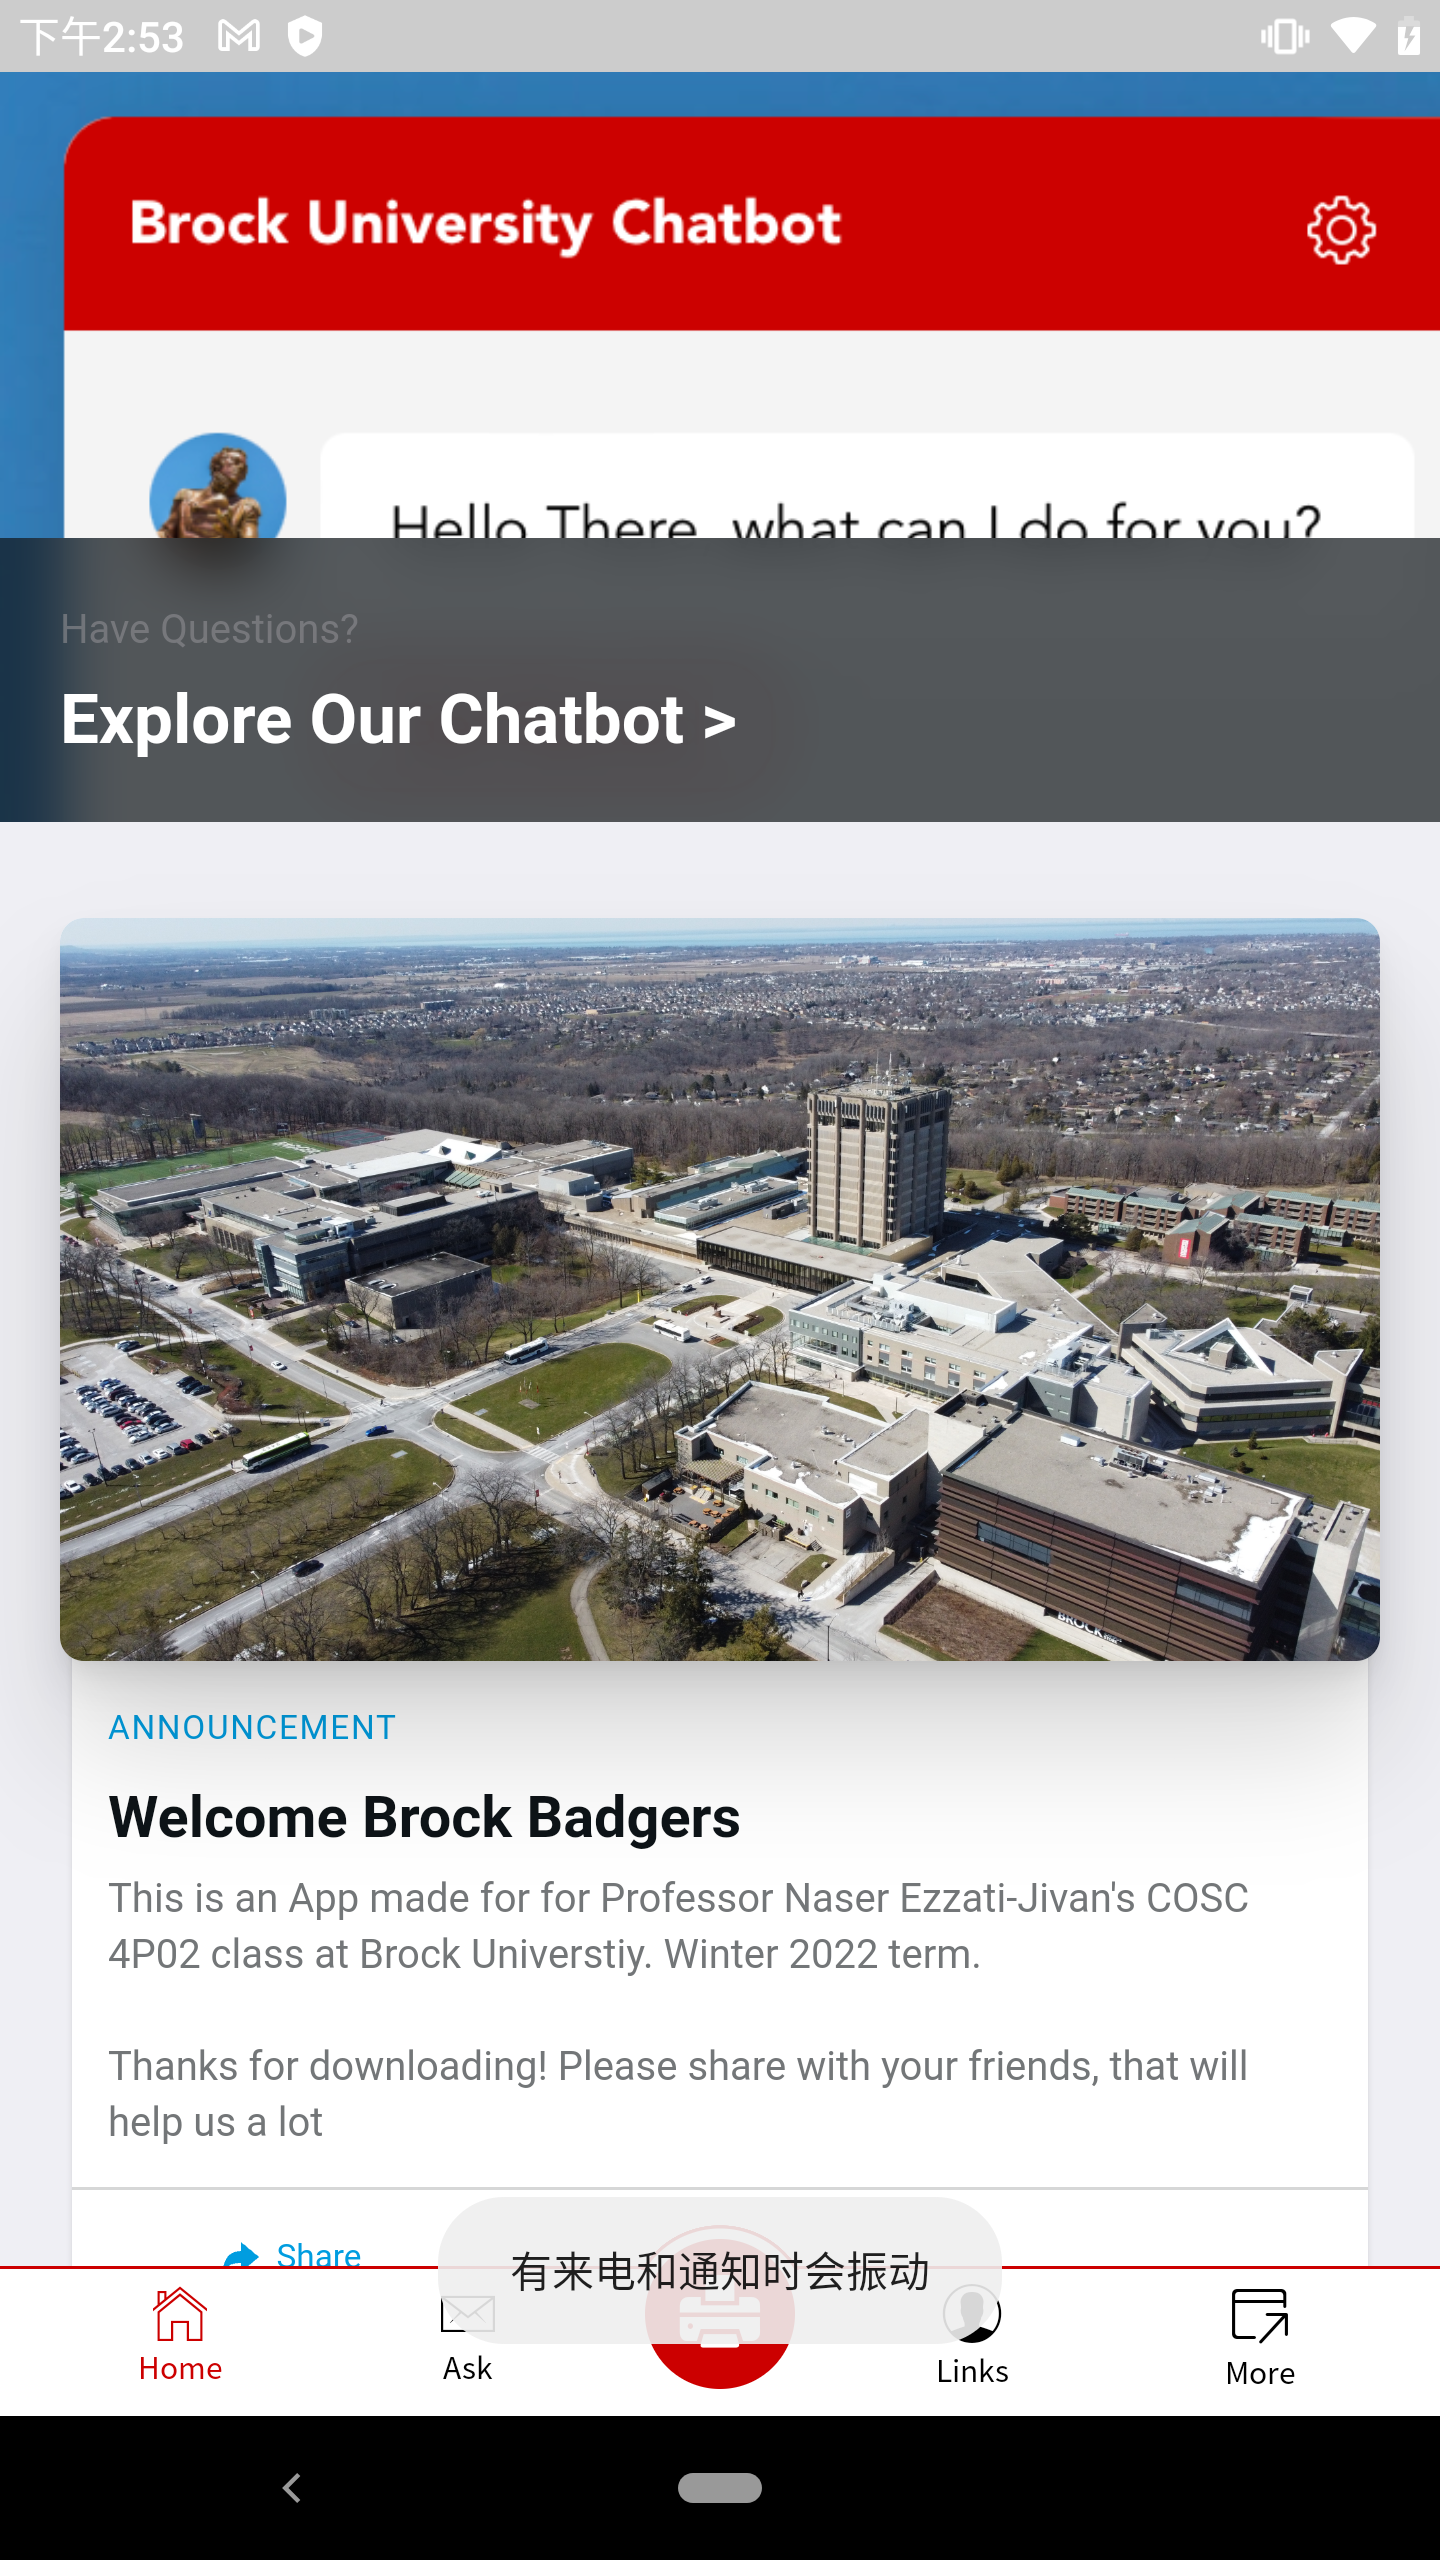 下午2:53
Brock University Chatbot
Hello There, what can I do for you?
Have Questions?
Explore Our Chatbot >
BROCK
ANNOUNCEMENT
Welcome Brock Badgers
This is an App made for for Professor Naser Ezzati-Jivan's COSC
4P02 class at Brock Universtiy. Winter 2022 term.
Thanks for downloading! Please share with your friends, that will
help us a lot
Share
有来电和通知时会振动
Home
Ask
Links
More